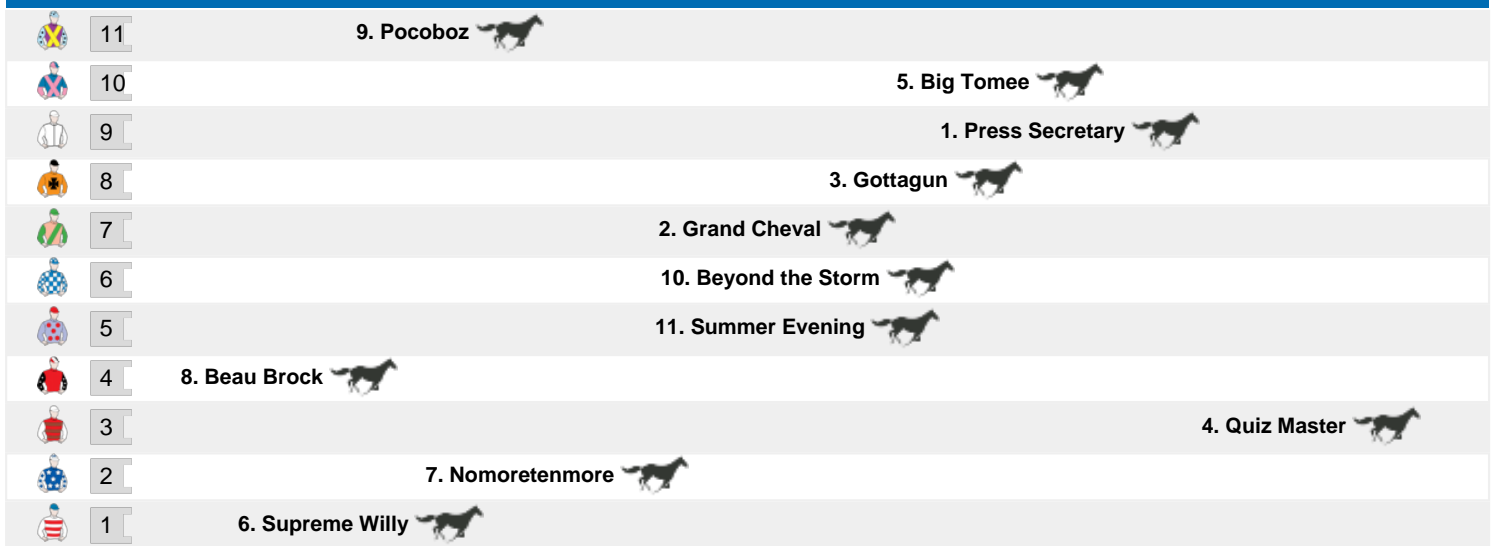 11 9. Pocoboz
10 5. Big Tomee
9 1. Press Secretary
8 3. Gottagun
7 2. Grand Cheval
6 10. Beyond the Storm
5 11. Summer Evening
4 8. Beau Brock
3 4. Quiz Master
2 7. Nomoretenmore
1 6. Supreme Willy